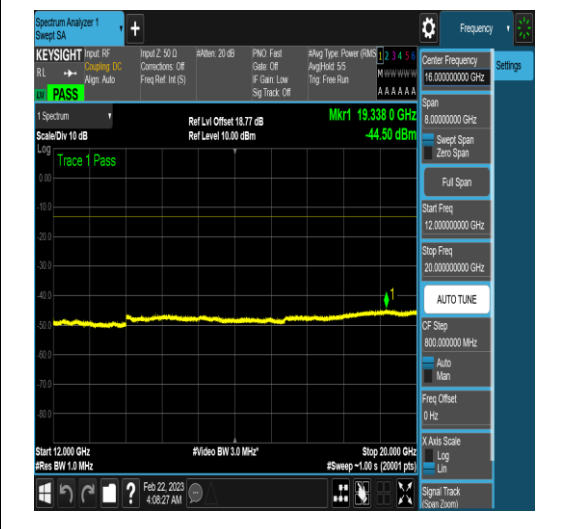 Spectrum Analyzer 1
Swept SA
Frequency
KEYSIGHT
RL
PASS
Input: RF
Coupling: DC
Align: Auto
Input Z: 50 Ω
Corrections: Off
Freq Ref: Int (S)
#Atten: 20 dB
PNO: Fast
Gate: Off
IF Gain: Low
Sig Track: Off
#Avg Type: Power (RMS)
Avg|Hold: 5/5
Trig: Free Run
1 2 3 4 5 6
M W W W W W
A A A A A A
1 Spectrum
Scale/Div 10 dB
Ref Lvl Offset 18.77 dB
Ref Level 10.00 dBm
Mkr1 19.338 0 GHz
-44.50 dBm
Log
Trace 1 Pass
0.00
-10.0
-20.0
-30.0
-40.0
-50.0
-60.0
-70.0
-80.0
1
Start 12.000 GHz
#Res BW 1.0 MHz
#Video BW 3.0 MHz*
Stop 20.000 GHz
#Sweep ~1.00 s (20001 pts)
Feb 22, 2023
4:08:27 AM
Center Frequency
16.000000000 GHz
Settings
Span
8.00000000 GHz
Swept Span
Zero Span
Full Span
Start Freq
12.000000000 GHz
Stop Freq
20.000000000 GHz
AUTO TUNE
CF Step
800.000000 MHz
Auto
Man
Freq Offset
0 Hz
X Axis Scale
Log
Lin
Signal Track
(Span Zoom)